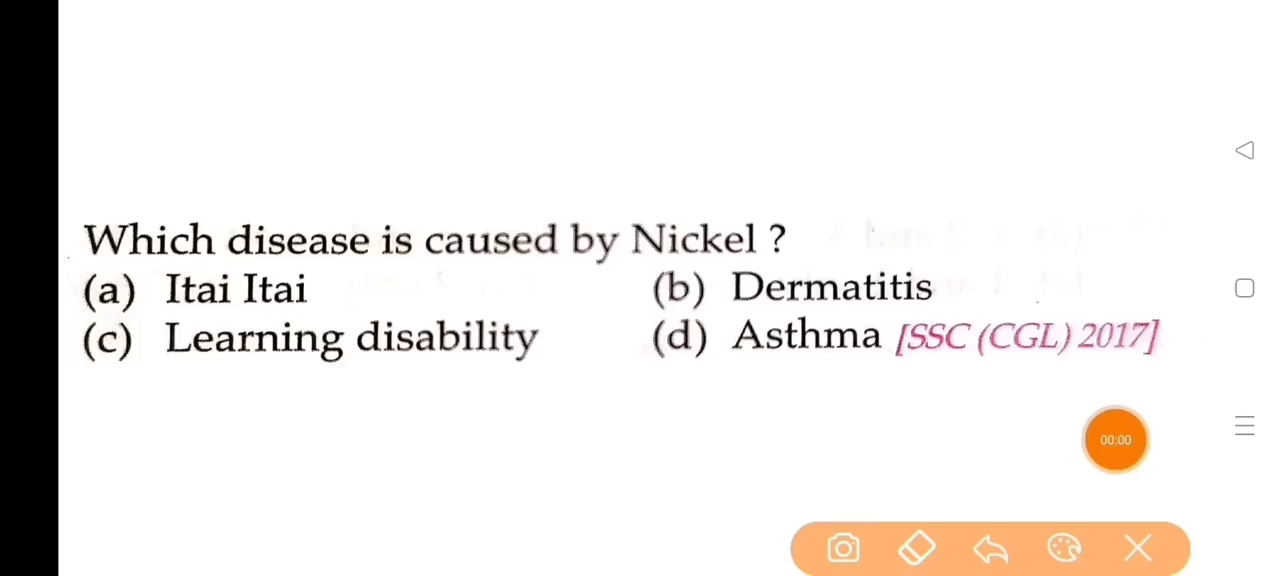 Which disease is caused by Nickel ?
(a) Itai Itai (b) Dermatitis
(c) Learning disability (d) Asthma [SSC (CGL) 2017]
00:00